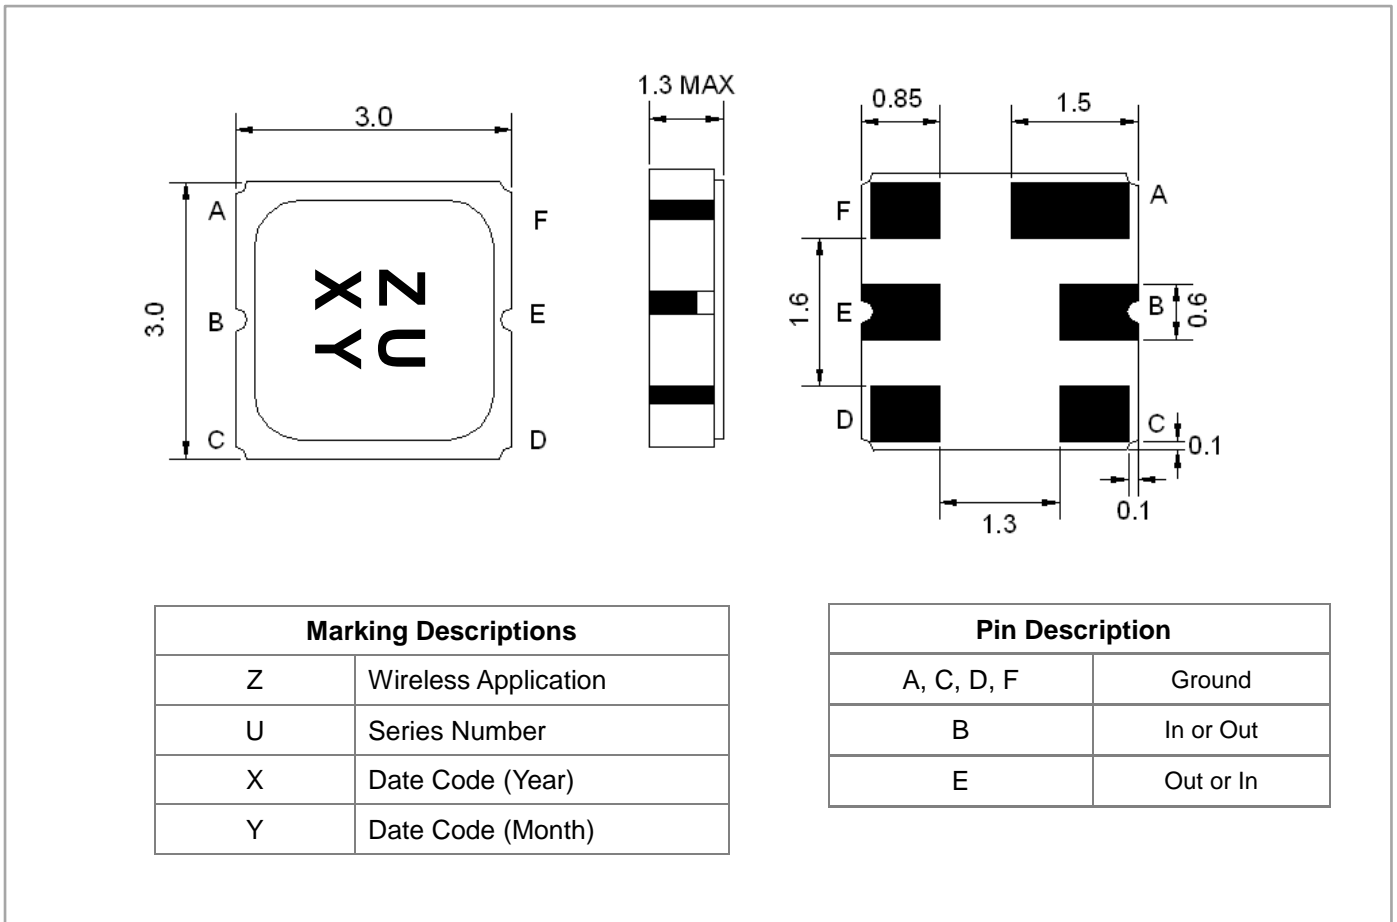 1.3 MAX
0.85
1.5
3.0
A
F
Z U
X Y
3.0
B
E
C
D
F
A
1.6
E
B
0.6
D
C
0.1
0.1
1.3
Marking Descriptions
Z Wireless Application
U Series Number
X Date Code (Year)
Y Date Code (Month)
Pin Description
A, C, D, F Ground
B In or Out
E Out or In